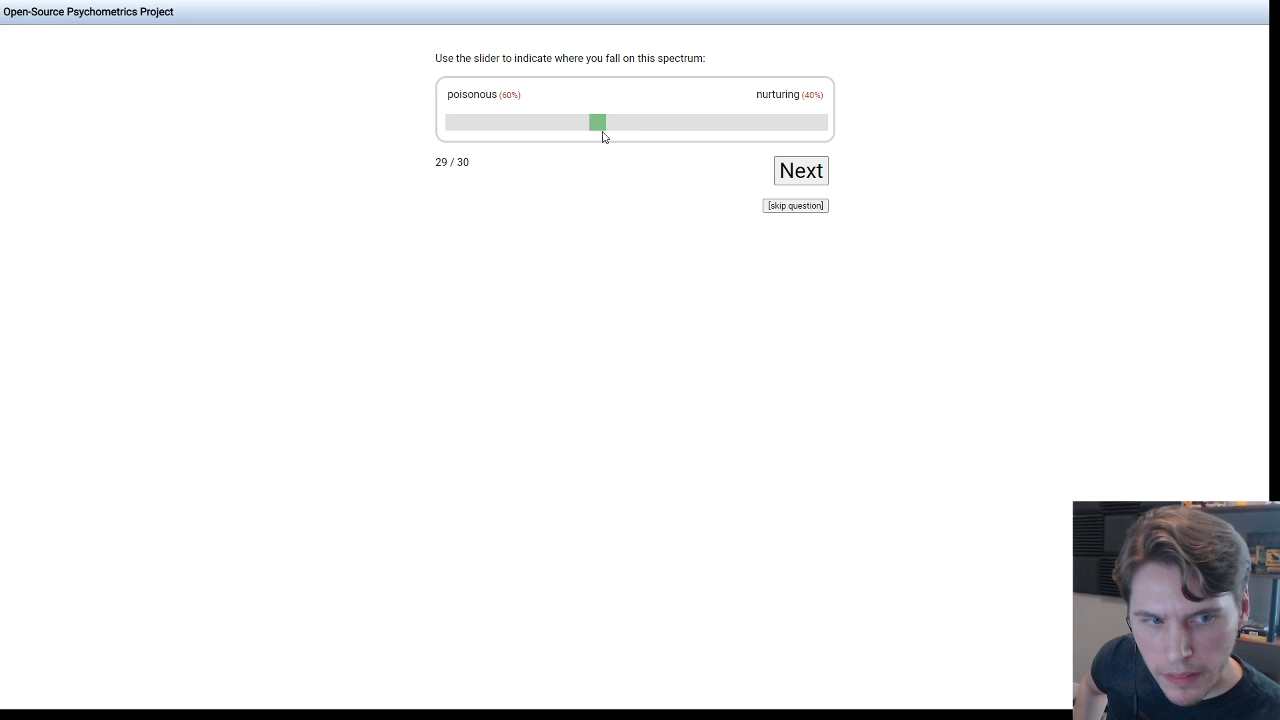 Open-Source Psychometrics Project
Use the slider to indicate where you fall on this spectrum:
poisonous (60%) nurturing (40%)
29 / 30
Next
[skip question]